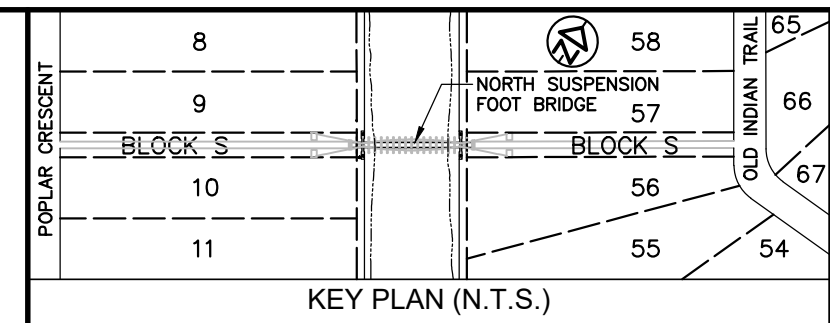 8
58
65
NORTH SUSPENSION
FOOT BRIDGE
9
57
66
POPLAR CRESCENT
BLOCK S
BLOCK S
OLD INDIAN TRAIL
10
56
67
11
55
54
KEY PLAN (N.T.S.)